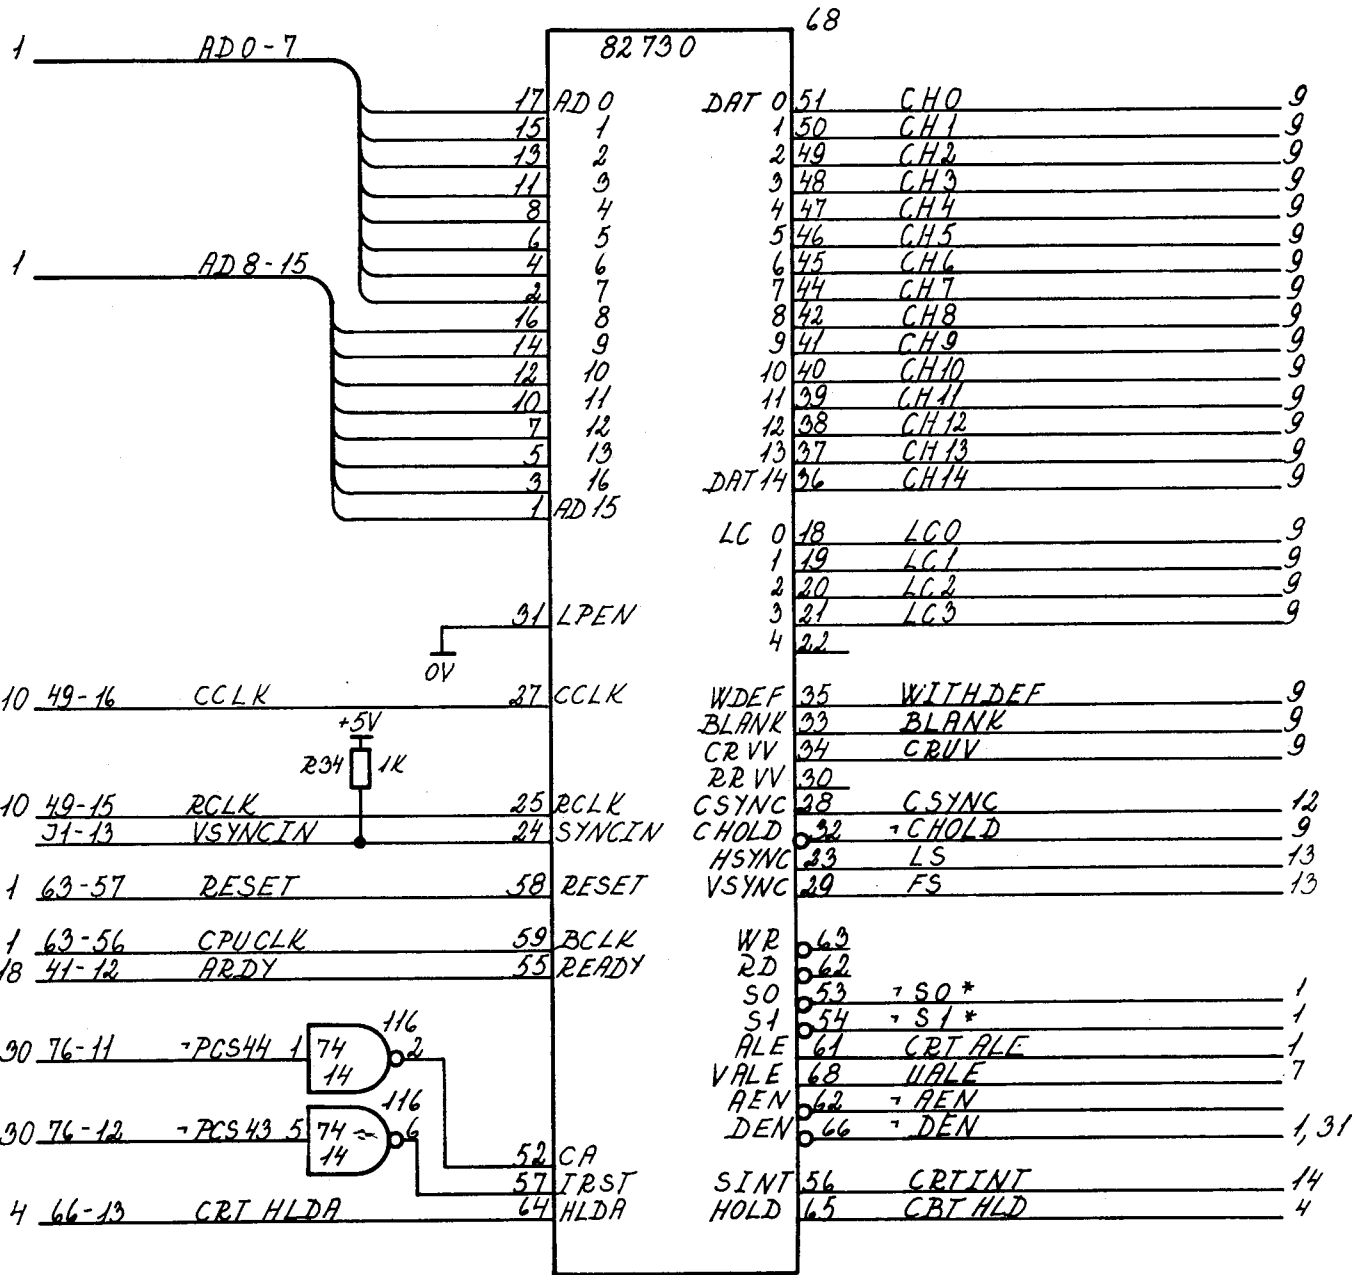 68
82730
1 AD0-7
17 AD0 DAT 0 51 CH0 9
15 1 1 50 CH1 9
13 2 2 49 CH2 9
11 3 3 48 CH3 9
8 4 4 47 CH4 9
6 5 5 46 CH5 9
1 AD8-15
4 6 6 45 CH6 9
2 7 7 44 CH7 9
16 8 8 42 CH8 9
14 9 9 41 CH9 9
12 10 10 40 CH10 9
10 11 11 39 CH11 9
7 12 12 38 CH12 9
5 13 13 37 CH13 9
3 16 DAT14 36 CH14 9
1 AD15
LC 0 18 LC0 9
1 19 LC1 9
2 20 LC2 9
31 LPEN 3 21 LC3 9
4 22
0V
10 49-16 CCLK 27 CCLK WDEF 35 WITHDEF 9
+5V BLANK 33 BLANK 9
R34 1K CRVV 34 CRUV 9
RRVV 30
10 49-15 RCLK 25 RCLK CSYNC 28 CSYNC 12
J1-13 VSYNCIN 24 SYNCIN CHOLD 32 ¬CHOLD 9
HSYNC 23 LS 13
1 63-57 RESET 58 RESET VSYNC 29 FS 13
1 63-56 CPUCLK 59 BCLK WR 63
18 41-12 ARDY 55 READY RD 62
S0 53 ¬S0* 1
116 S1 54 ¬S1* 1
30 76-11 ¬PCS44 1 74 2 ALE 61 CRT ALE 1
14 VALE 68 UALE 7
116 AEN 62 ¬AEN
30 76-12 ¬PCS43 5 74 6 DEN 66 ¬DEN 1,31
14
52 CA
57 IRST SINT 56 CRTINT 14
4 66-13 CRT HLDA 64 HLDA HOLD 65 CRT HLD 4